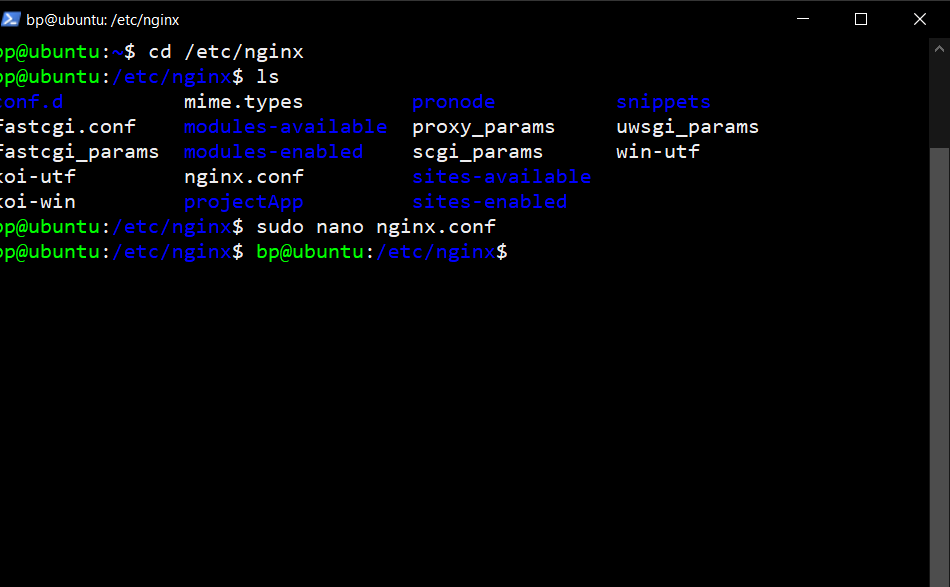 bp@ubuntu: /etc/nginx
bp@ubuntu:~$ cd /etc/nginx
bp@ubuntu:/etc/nginx$ ls
conf.d mime.types pronode snippets
fastcgi.conf modules-available proxy_params uwsgi_params
fastcgi_params modules-enabled scgi_params win-utf
koi-utf nginx.conf sites-available
koi-win projectApp sites-enabled
bp@ubuntu:/etc/nginx$ sudo nano nginx.conf
bp@ubuntu:/etc/nginx$ bp@ubuntu:/etc/nginx$